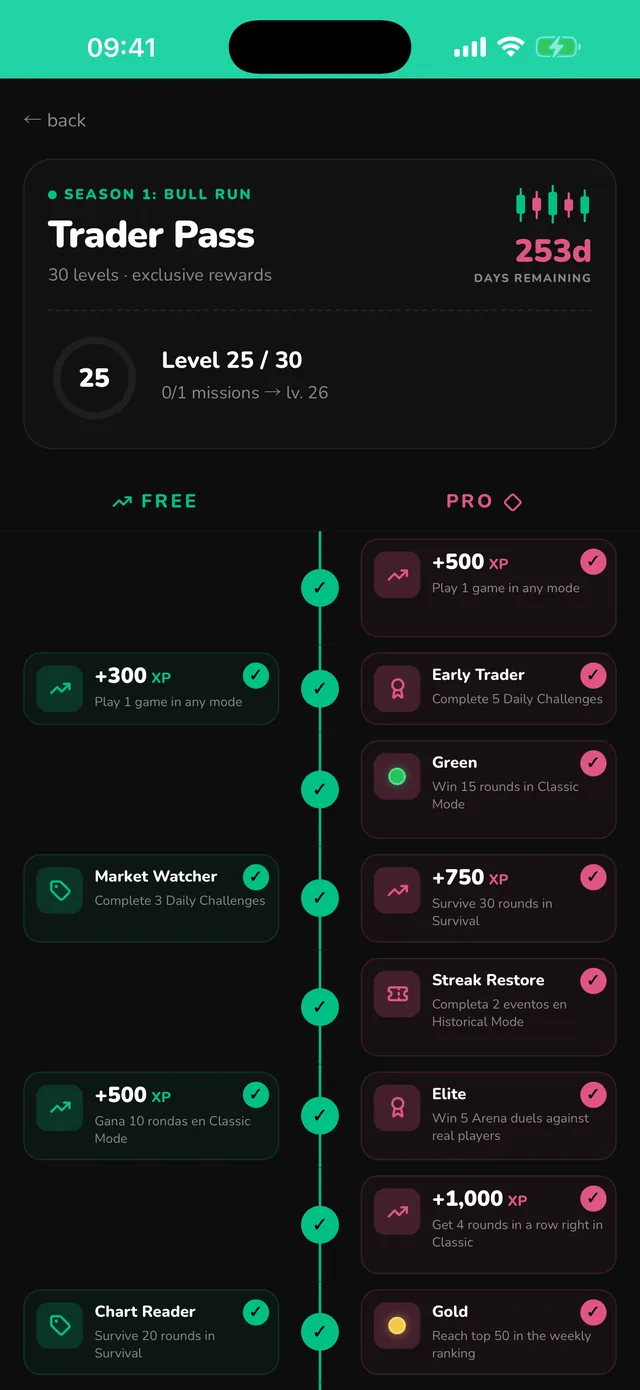 09:41
← back
SEASON 1: BULL RUN
Trader Pass
30 levels · exclusive rewards
253d
DAYS REMAINING
25
Level 25 / 30
0/1 missions → lv. 26
FREE
PRO
+500 XP
Play 1 game in any mode
+300 XP
Play 1 game in any mode
Early Trader
Complete 5 Daily Challenges
Green
Win 15 rounds in Classic
Mode
Market Watcher
Complete 3 Daily Challenges
+750 XP
Survive 30 rounds in
Survival
Streak Restore
Completa 2 eventos en
Historical Mode
+500 XP
Gana 10 rondas en Classic
Mode
Elite
Win 5 Arena duels against
real players
+1,000 XP
Get 4 rounds in a row right in
Classic
Chart Reader
Survive 20 rounds in
Survival
Gold
Reach top 50 in the weekly
ranking